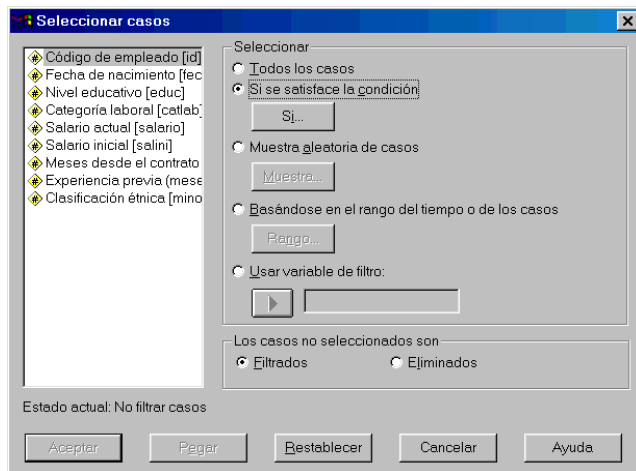 Seleccionar casos
Código de empleado [id]
Fecha de nacimiento [fec
Nivel educativo [educ]
Categoría laboral [catlab]
Salario actual [salario]
Salario inicial [salini]
Meses desde el contrato
Experiencia previa (mese
Clasificación étnica [mino
Seleccionar
Todos los casos
Si se satisface la condición
Si...
Muestra aleatoria de casos
Muestra...
Basándose en el rango del tiempo o de los casos
Rango...
Usar variable de filtro:
Los casos no seleccionados son
Filtrados
Eliminados
Estado actual: No filtrar casos
Aceptar
Pegar
Restablecer
Cancelar
Ayuda